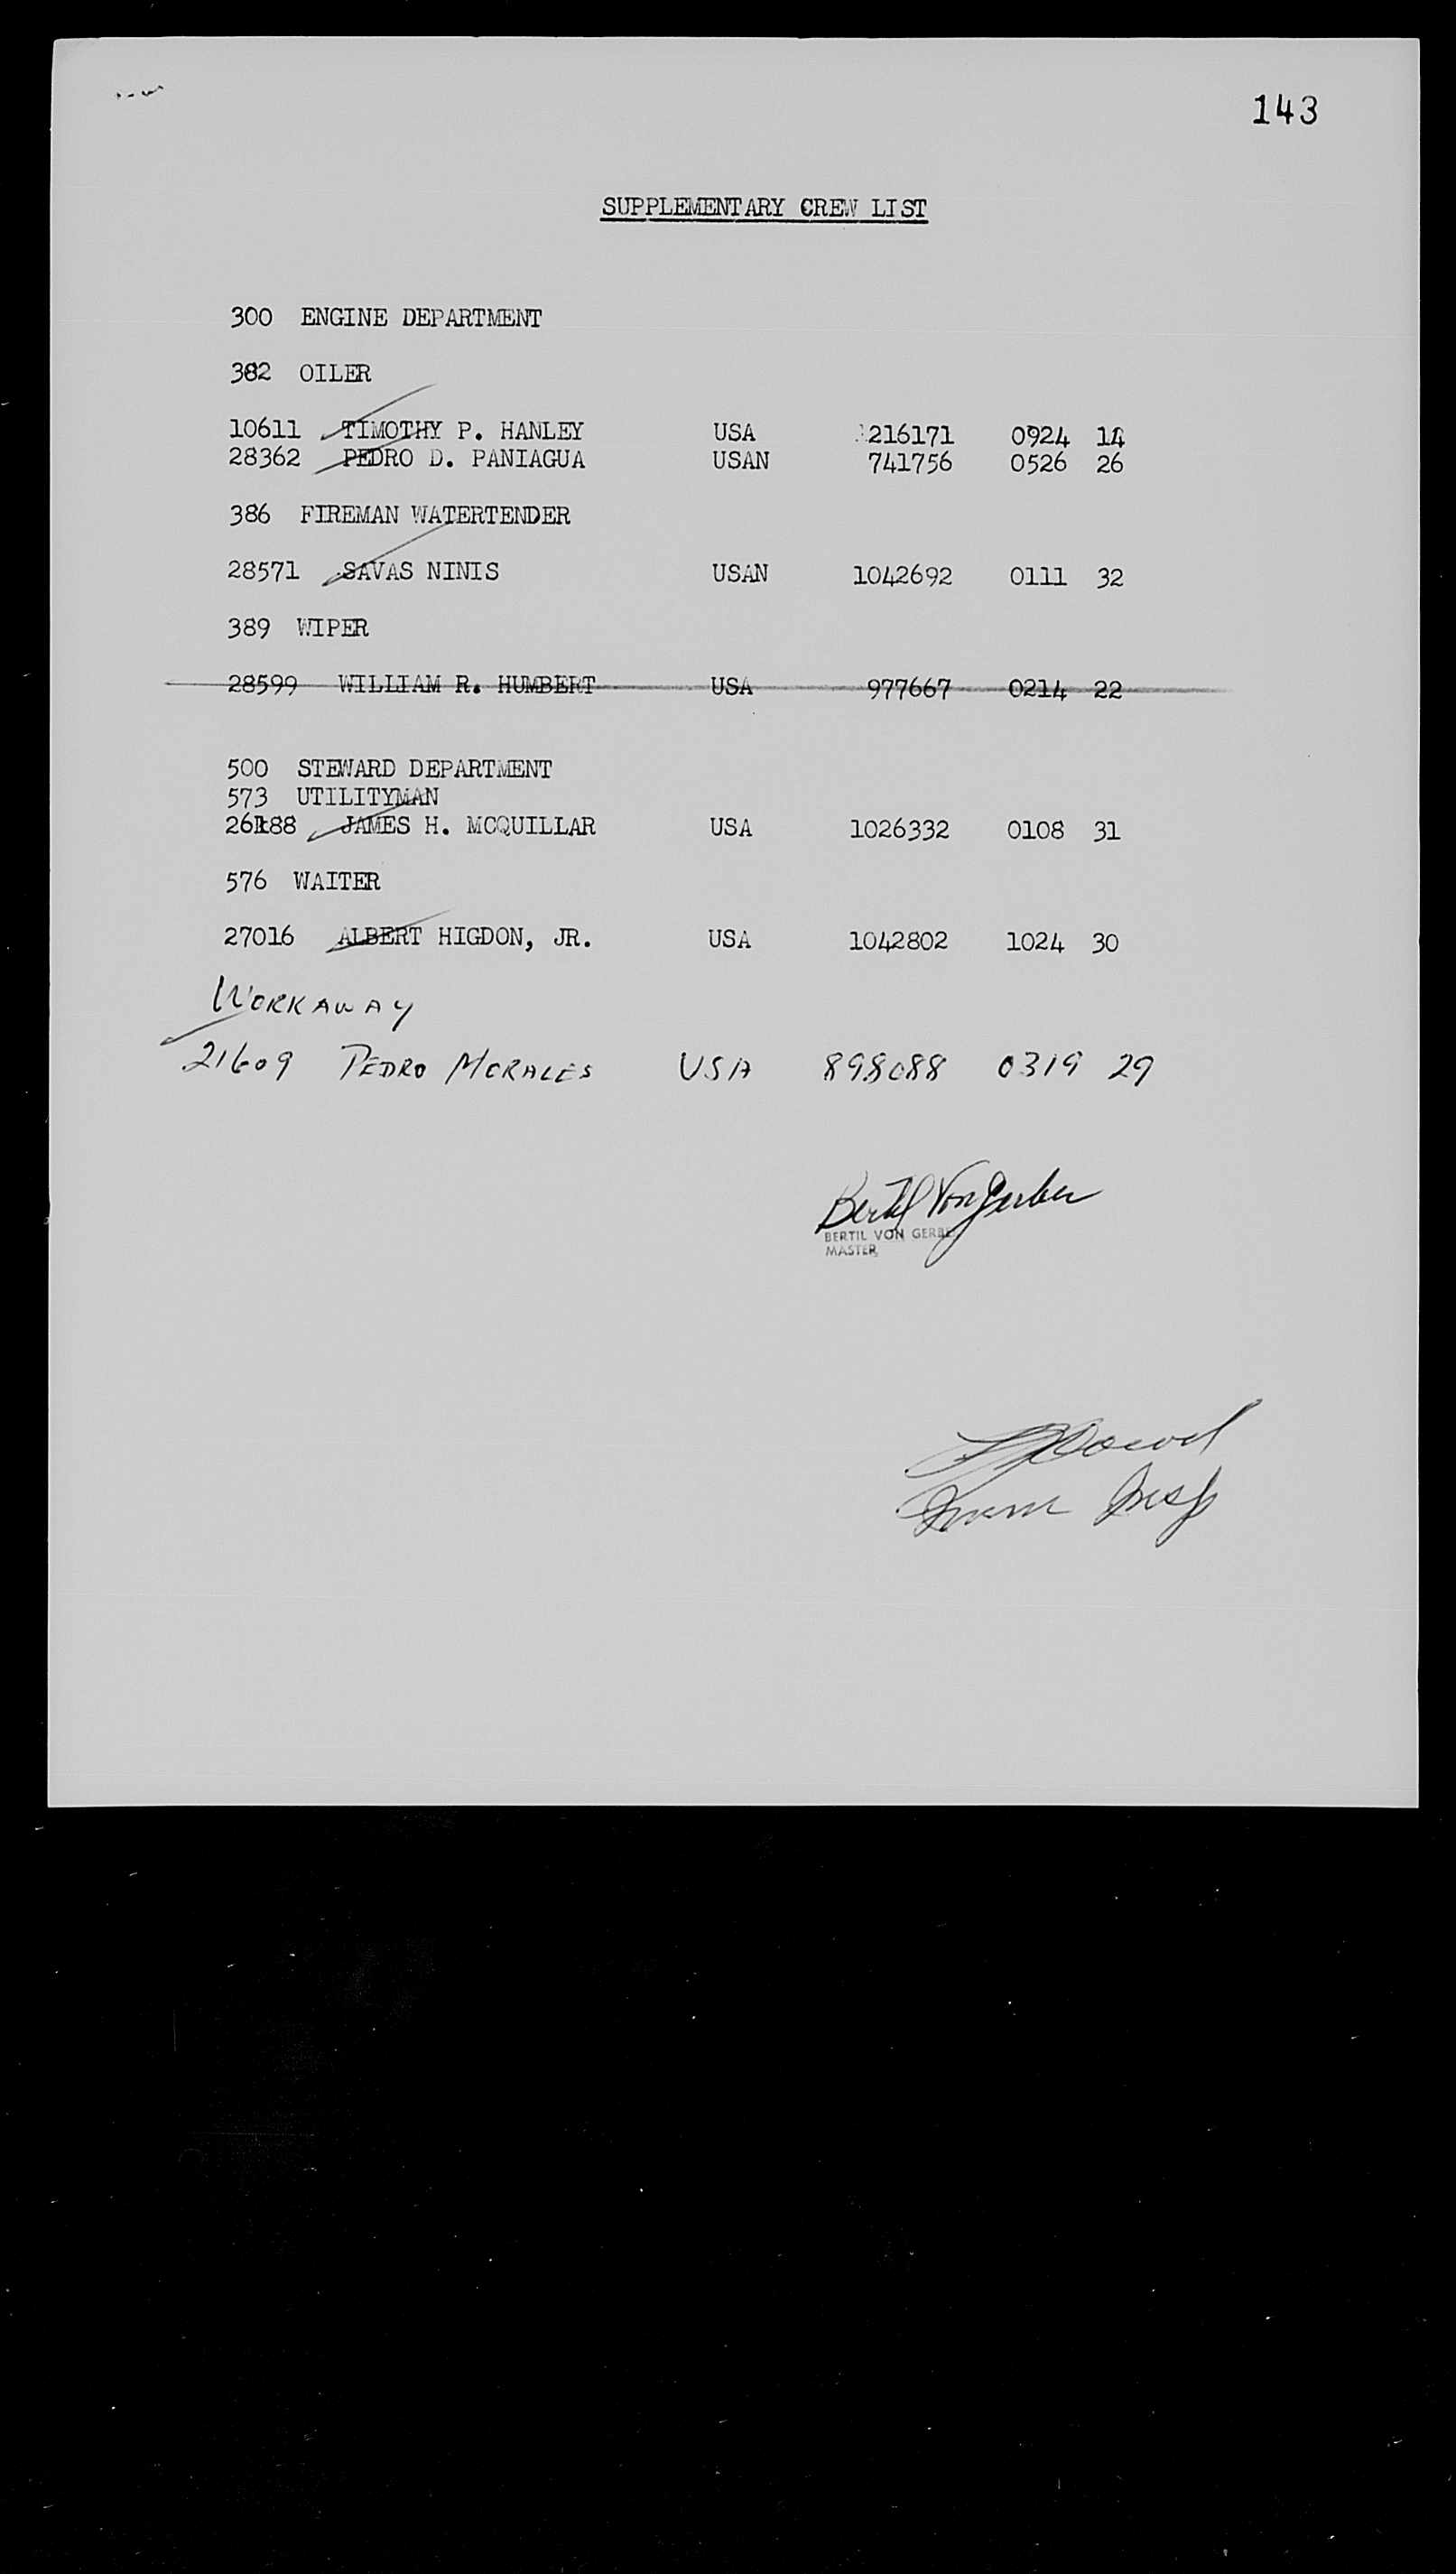 143
SUPPLEMENTARY CREW LIST
300 ENGINE DEPARTMENT
382 OILER
10611 TIMOTHY P. HANLEY USA 216171 0924 14
28362 PEDRO D. PANIAGUA USAN 741756 0526 26
386 FIREMAN WATERTENDER
28571 SAVAS NINIS USAN 1042692 0111 32
389 WIPER
28599 WILLIAM R. HUMBERT USA 977667 0214 22
500 STEWARD DEPARTMENT
573 UTILITYMAN
26188 JAMES H. MCQUILLAR USA 1026332 0108 31
576 WAITER
27016 ALBERT HIGDON, JR. USA 1042802 1024 30
WORKAWAY
21609 PEDRO MORALES USA 898088 0319 29
Bertil Von Gerber
BERTIL VON GERBER
MASTER
Imm Insp